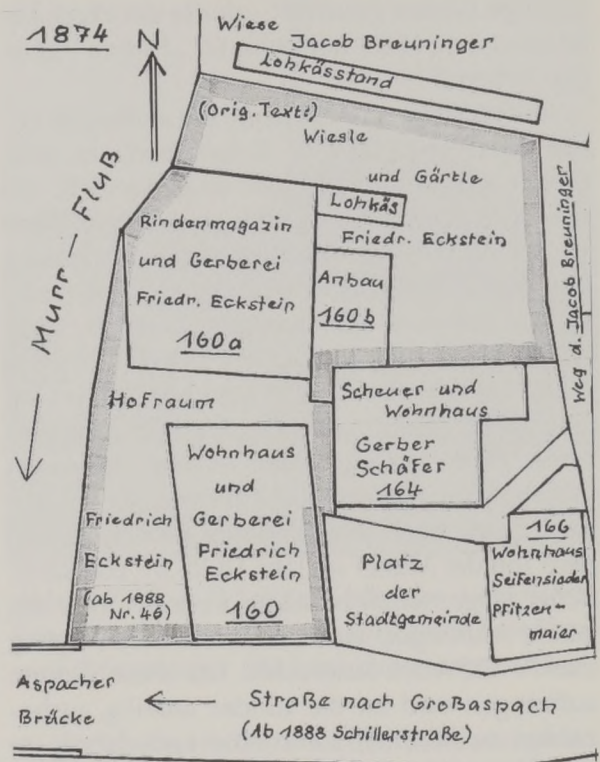 1874
N
Wiese
Jacob Breuninger
Lohkässtand
(Orig. Text:)
Wiesle
und Gärtle
Lohkäs
Friedr. Eckstein
Murr — Fluß
Rindenmagazin
und Gerberei
Friedr. Eckstein
160a
Anbau
160b
Weg d. Jacob Breuninger
Hofraum
Scheuer und
Wohnhaus
Gerber
Schäfer
164
Wohnhaus
und
Gerberei
Friedrich
Eckstein
160
Friedrich
Eckstein
(ab 1888
Nr. 46)
Platz
der
Stadtgemeinde
166
Wohnhaus
Seifensieder
Pfitzen-
maier
Aspacher
Brücke
Straße nach Großaspach
(Ab 1888 Schillerstraße)